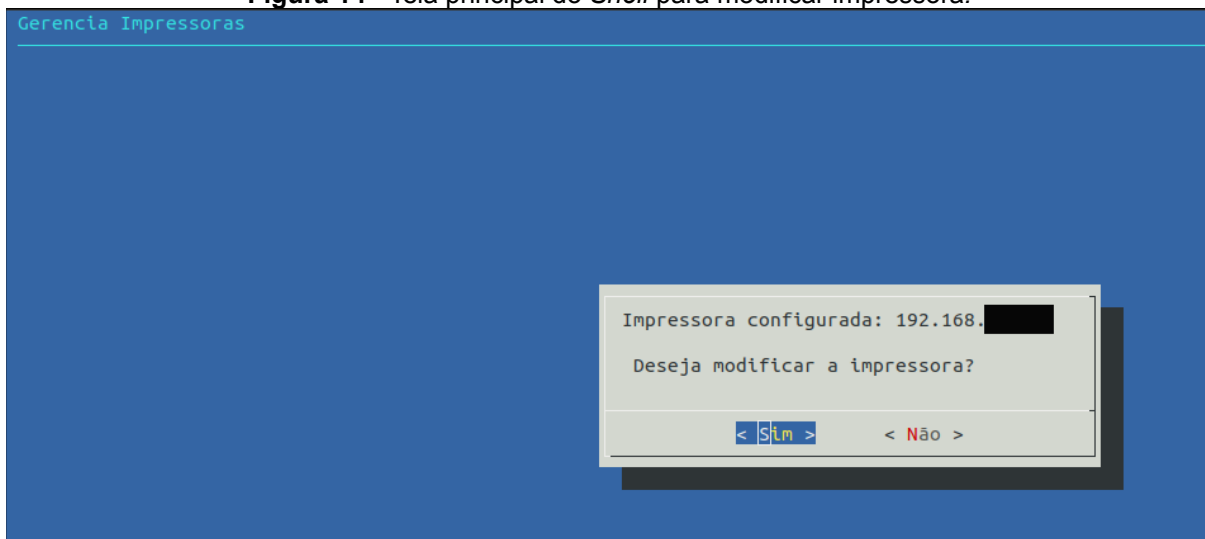 Gerencia Impressoras
Impressora configurada: 192.168.
Deseja modificar a impressora?
< Sim > < Não >